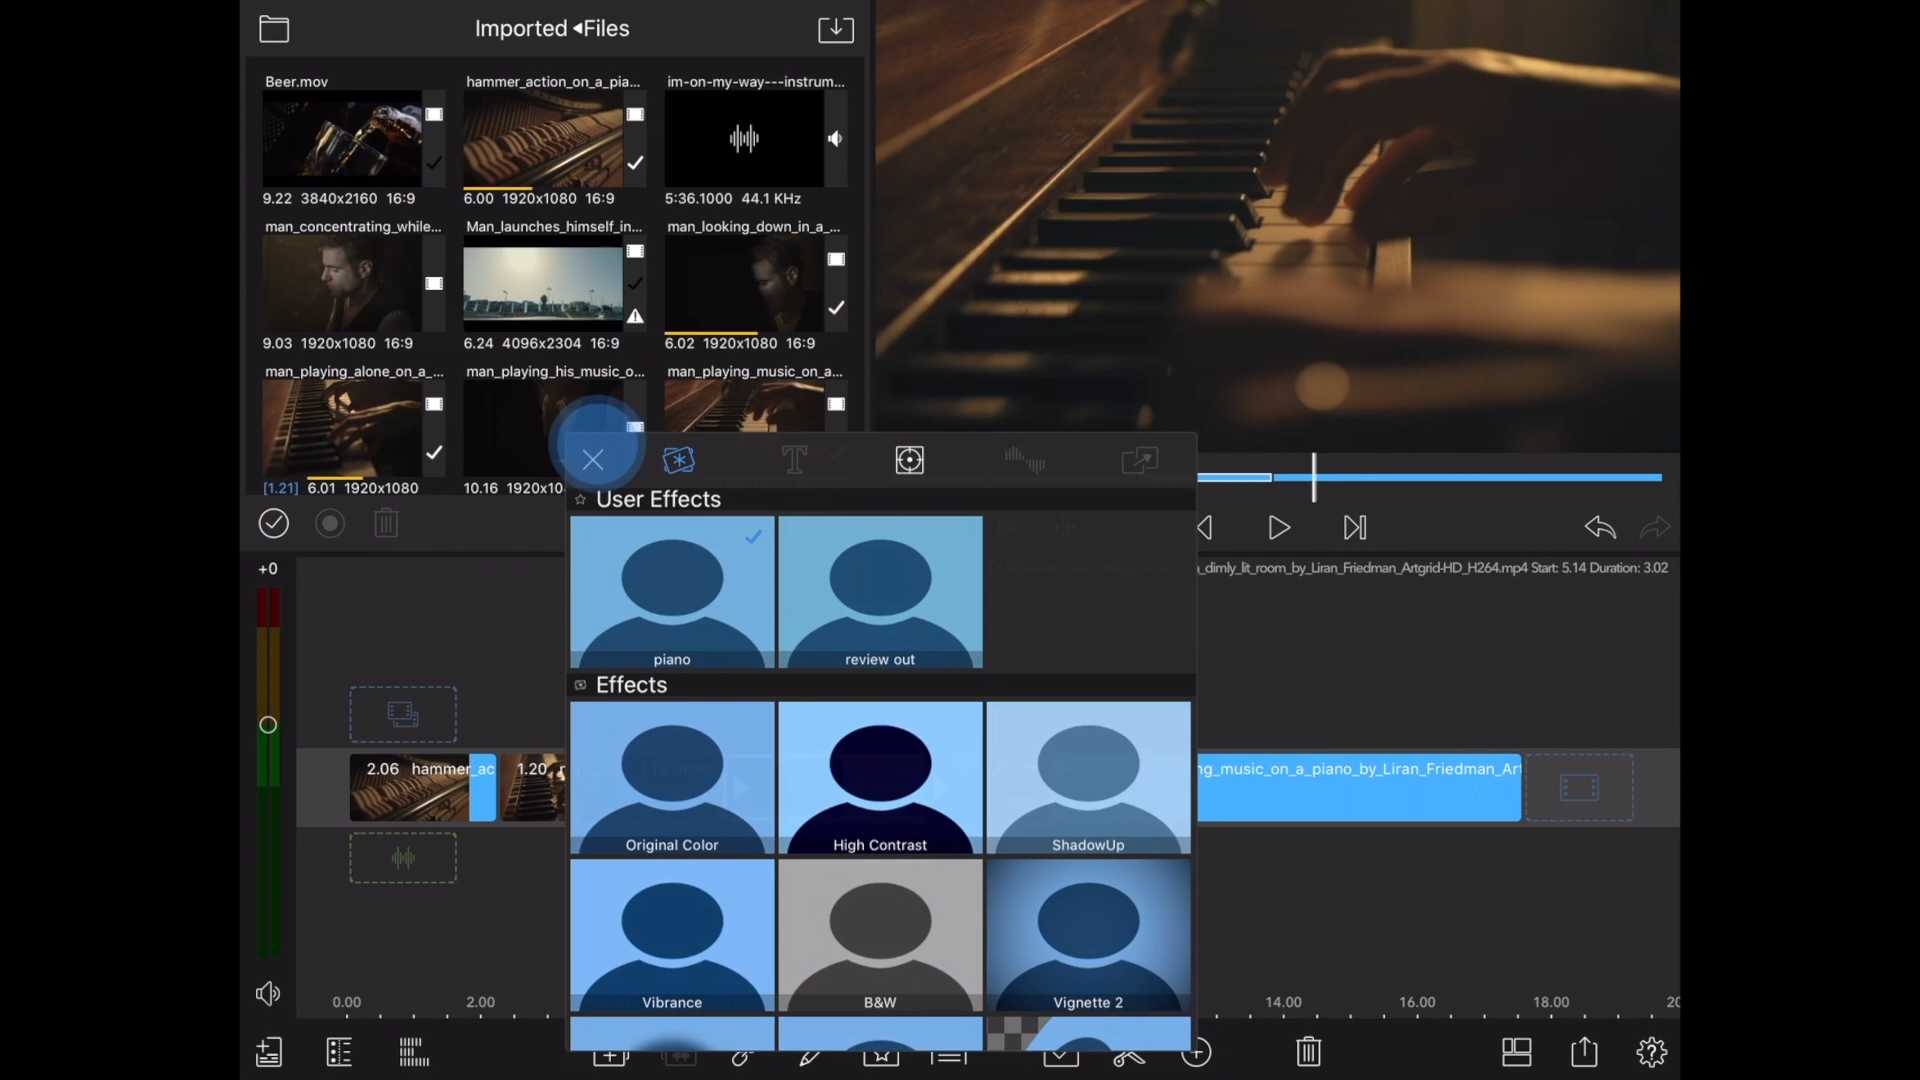 Imported ◂Files
Beer.mov
hammer_action_on_a_pia...
im-on-my-way---instrum...
9.22 3840x2160 16:9
6.00 1920x1080 16:9
5:36.1000 44.1 KHz
man_concentrating_while...
Man_launches_himself_in...
man_looking_down_in_a_...
9.03 1920x1080 16:9
6.24 4096x2304 16:9
6.02 1920x1080 16:9
man_playing_alone_on_a_...
man_playing_his_music_o...
man_playing_music_on_a...
[1.21] 6.01 1920x1080
10.16 1920x10
User Effects
piano
review out
+0
_dimly_lit_room_by_Liran_Friedman_Artgrid-HD_H264.mp4 Start: 5.14 Duration: 3.02
Effects
2.06 hammer_ac
1.20
ng_music_on_a_piano_by_Liran_Friedman_Art
Original Color
High Contrast
ShadowUp
Vibrance
B&W
Vignette 2
0.00
2.00
14.00
16.00
18.00
20